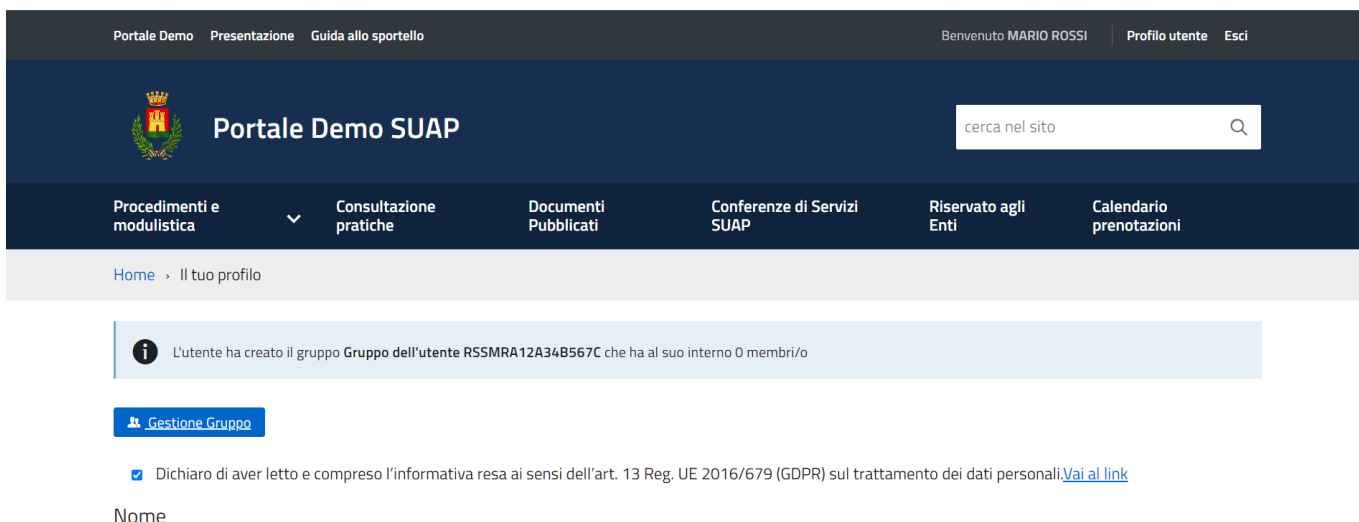 Portale Demo Presentazione Guida allo sportello Benvenuto MARIO ROSSI Profilo utente Esci
Portale Demo SUAP
cerca nel sito
Procedimenti e modulistica
Consultazione pratiche
Documenti Pubblicati
Conferenze di Servizi SUAP
Riservato agli Enti
Calendario prenotazioni
Home › Il tuo profilo
L'utente ha creato il gruppo Gruppo dell'utente RSSMRA12A34B567C che ha al suo interno 0 membri/o
Gestione Gruppo
Dichiaro di aver letto e compreso l’informativa resa ai sensi dell’art. 13 Reg. UE 2016/679 (GDPR) sul trattamento dei dati personali.Vai al link
Nome